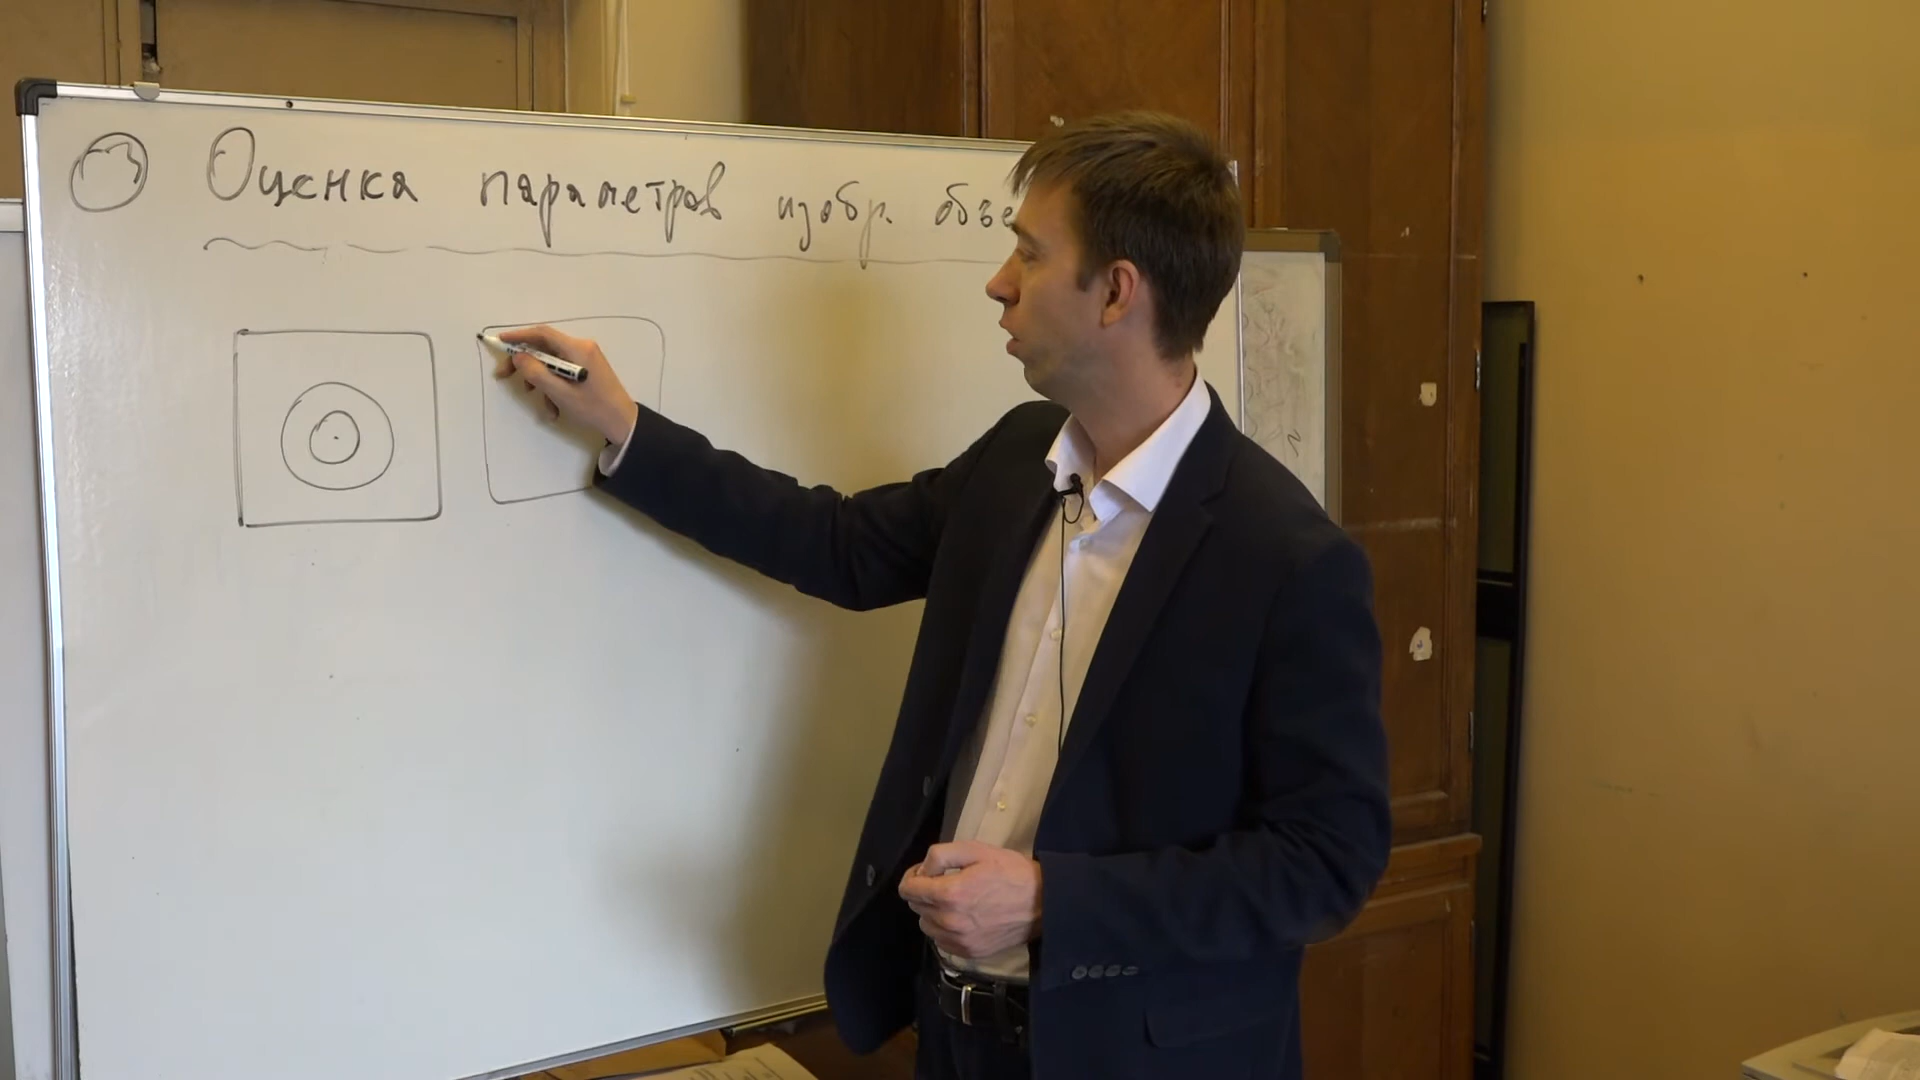 ③ Оценка параметров изобр. объе